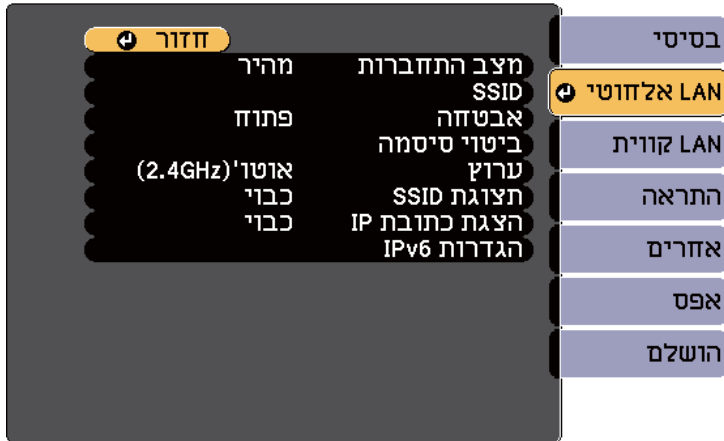 בסיסי
LAN אלחוטי
LAN קווית
התראה
אחרים
אפס
הושלם
חזור
מצב התחברות מהיר
SSID
אבטחה פתוח
ביטוי סיסמה
ערוץ אוטו'(2.4GHz)
תצוגת SSID כבוי
הצגת כתובת IP כבוי
הגדרות IPv6